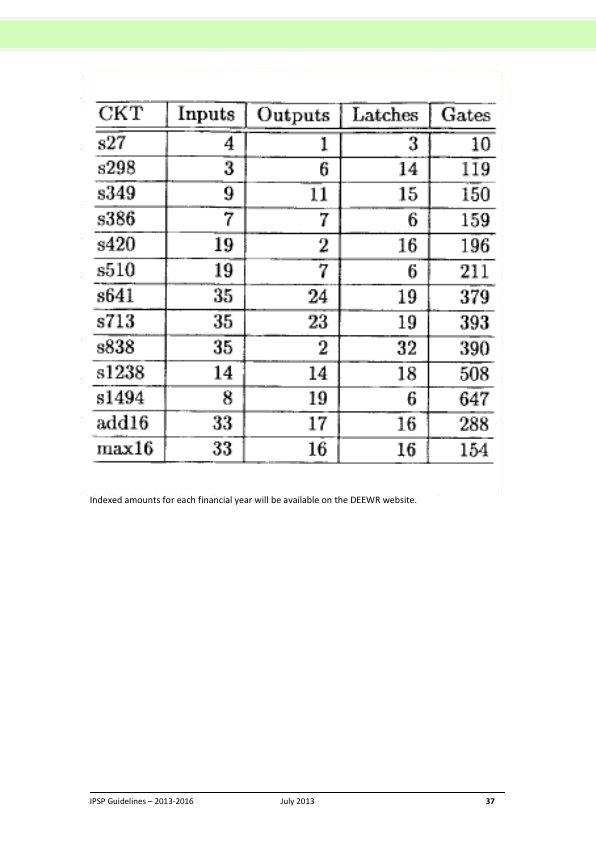 CKT Inputs Outputs Latches Gates
s27 4 1 3 10
s298 3 6 14 119
s349 9 11 15 150
s386 7 7 6 159
s420 19 2 16 196
s510 19 7 6 211
s641 35 24 19 379
s713 35 23 19 393
s838 35 2 32 390
s1238 14 14 18 508
s1494 8 19 6 647
add16 33 17 16 288
max16 33 16 16 154
Indexed amounts for each financial year will be available on the DEEWR website.
IPSP Guidelines – 2013-2016 July 2013 37